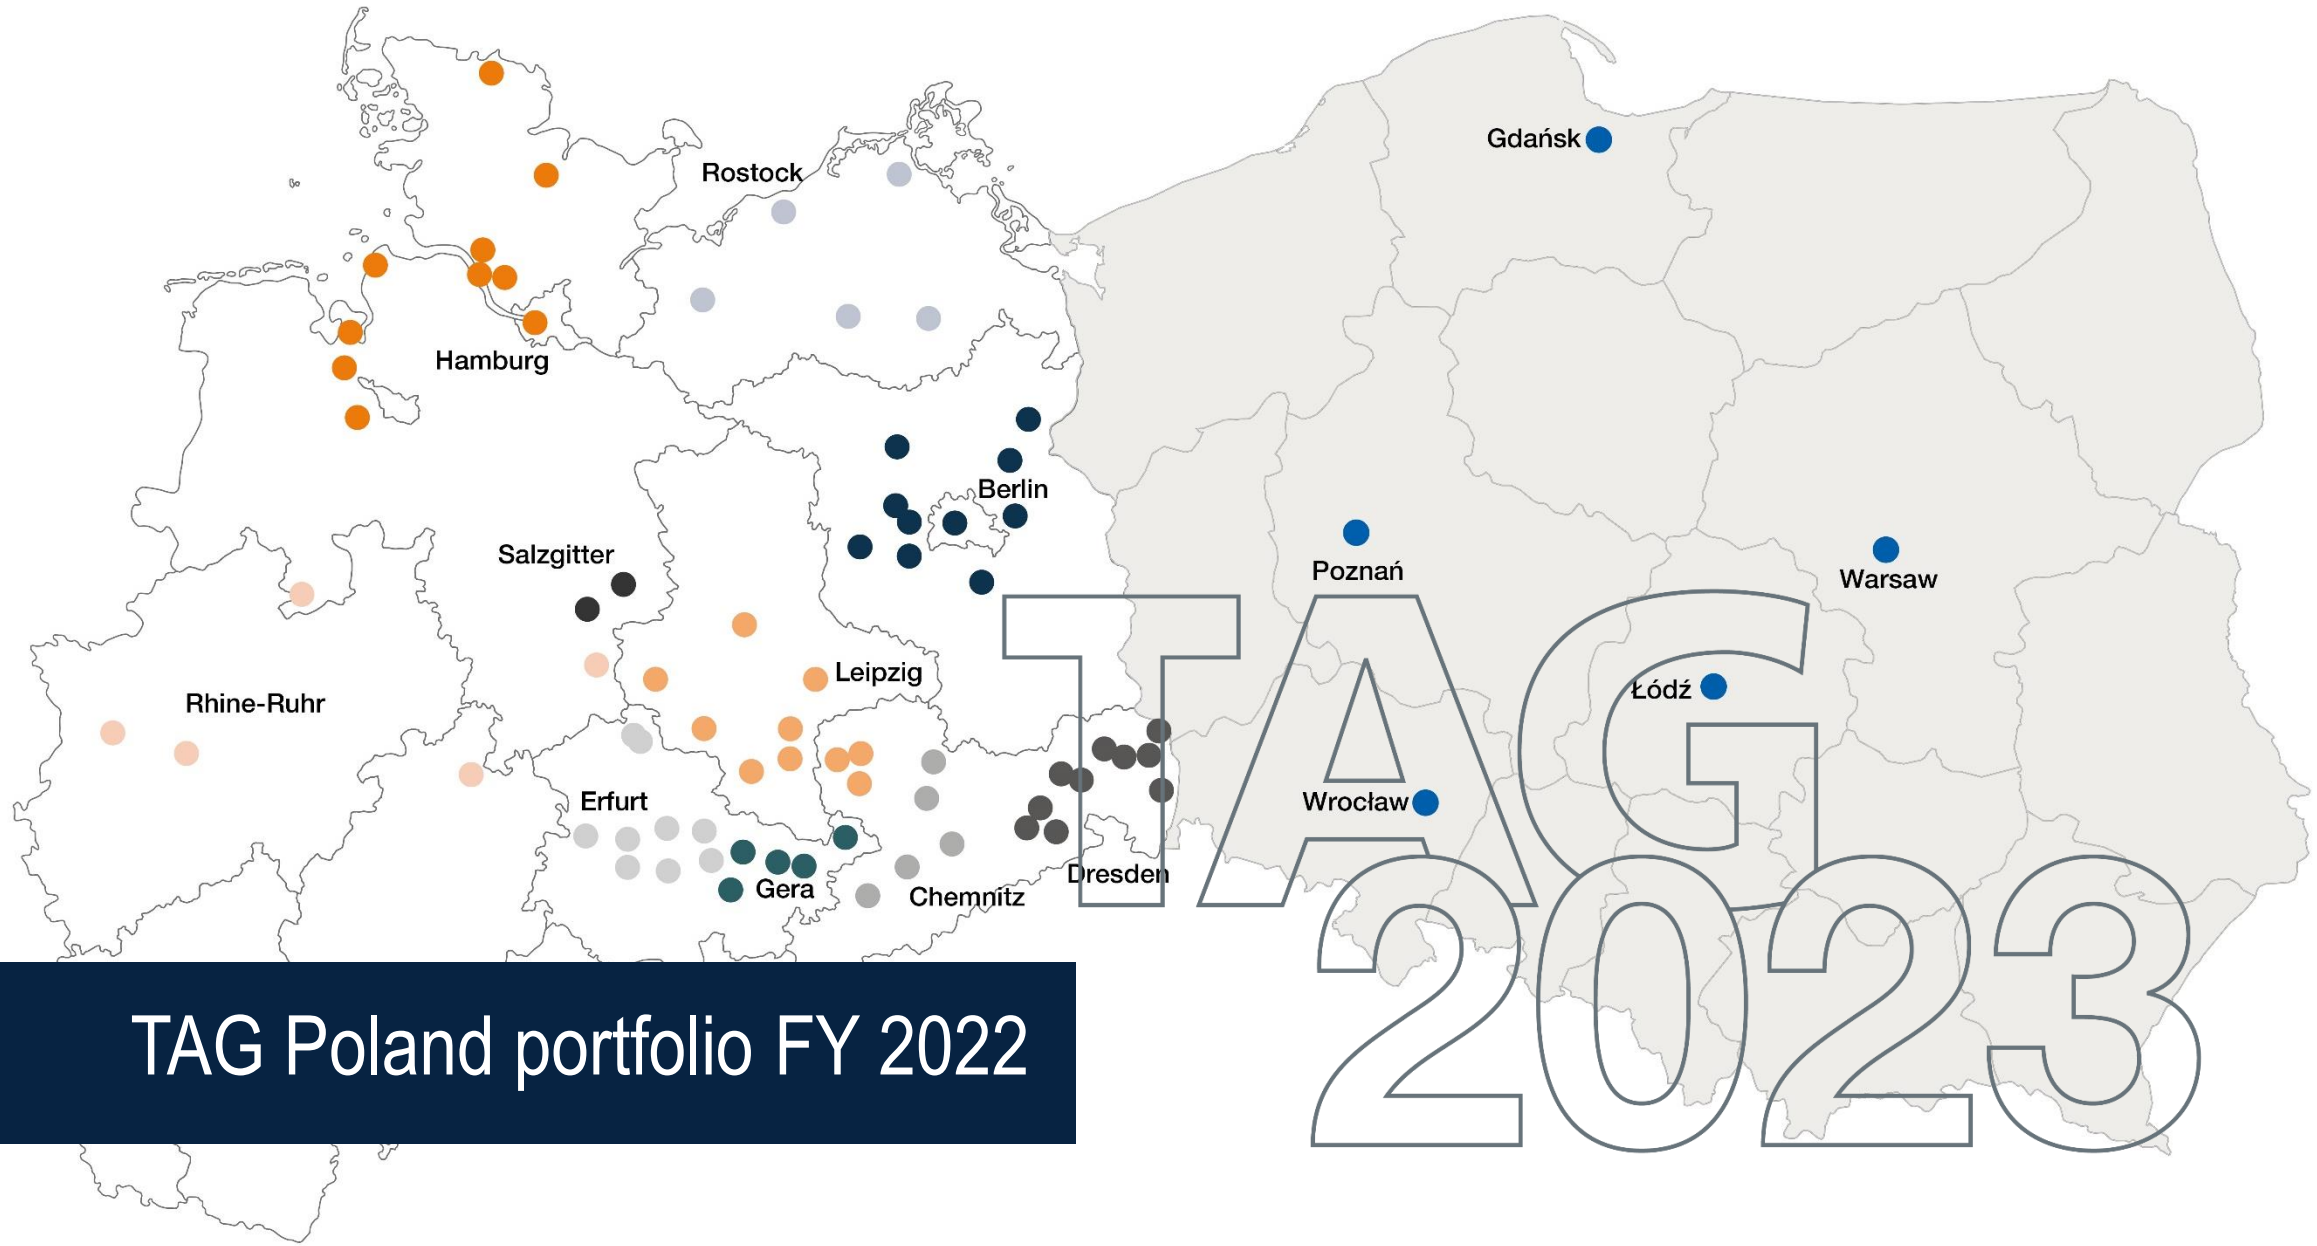 Gdańsk
Rostock
Hamburg
Berlin
Salzgitter
Poznań
Warsaw
Leipzig
Łódź
Rhine-Ruhr
Erfurt
Wrocław
Dresden
Gera
Chemnitz
TAG
2023
TAG Poland portfolio FY 2022